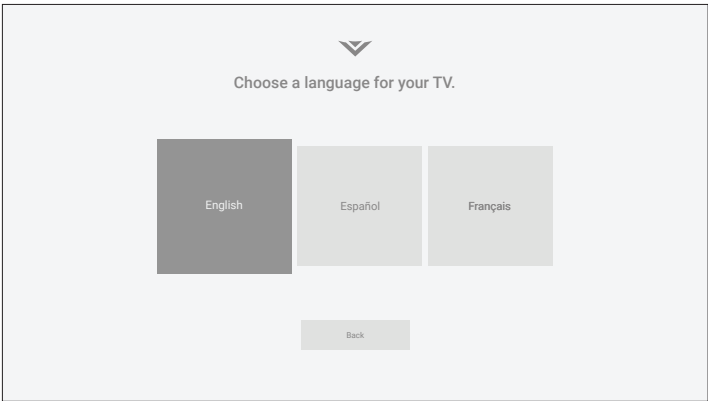 Choose a language for your TV.
English
Español
Français
Back